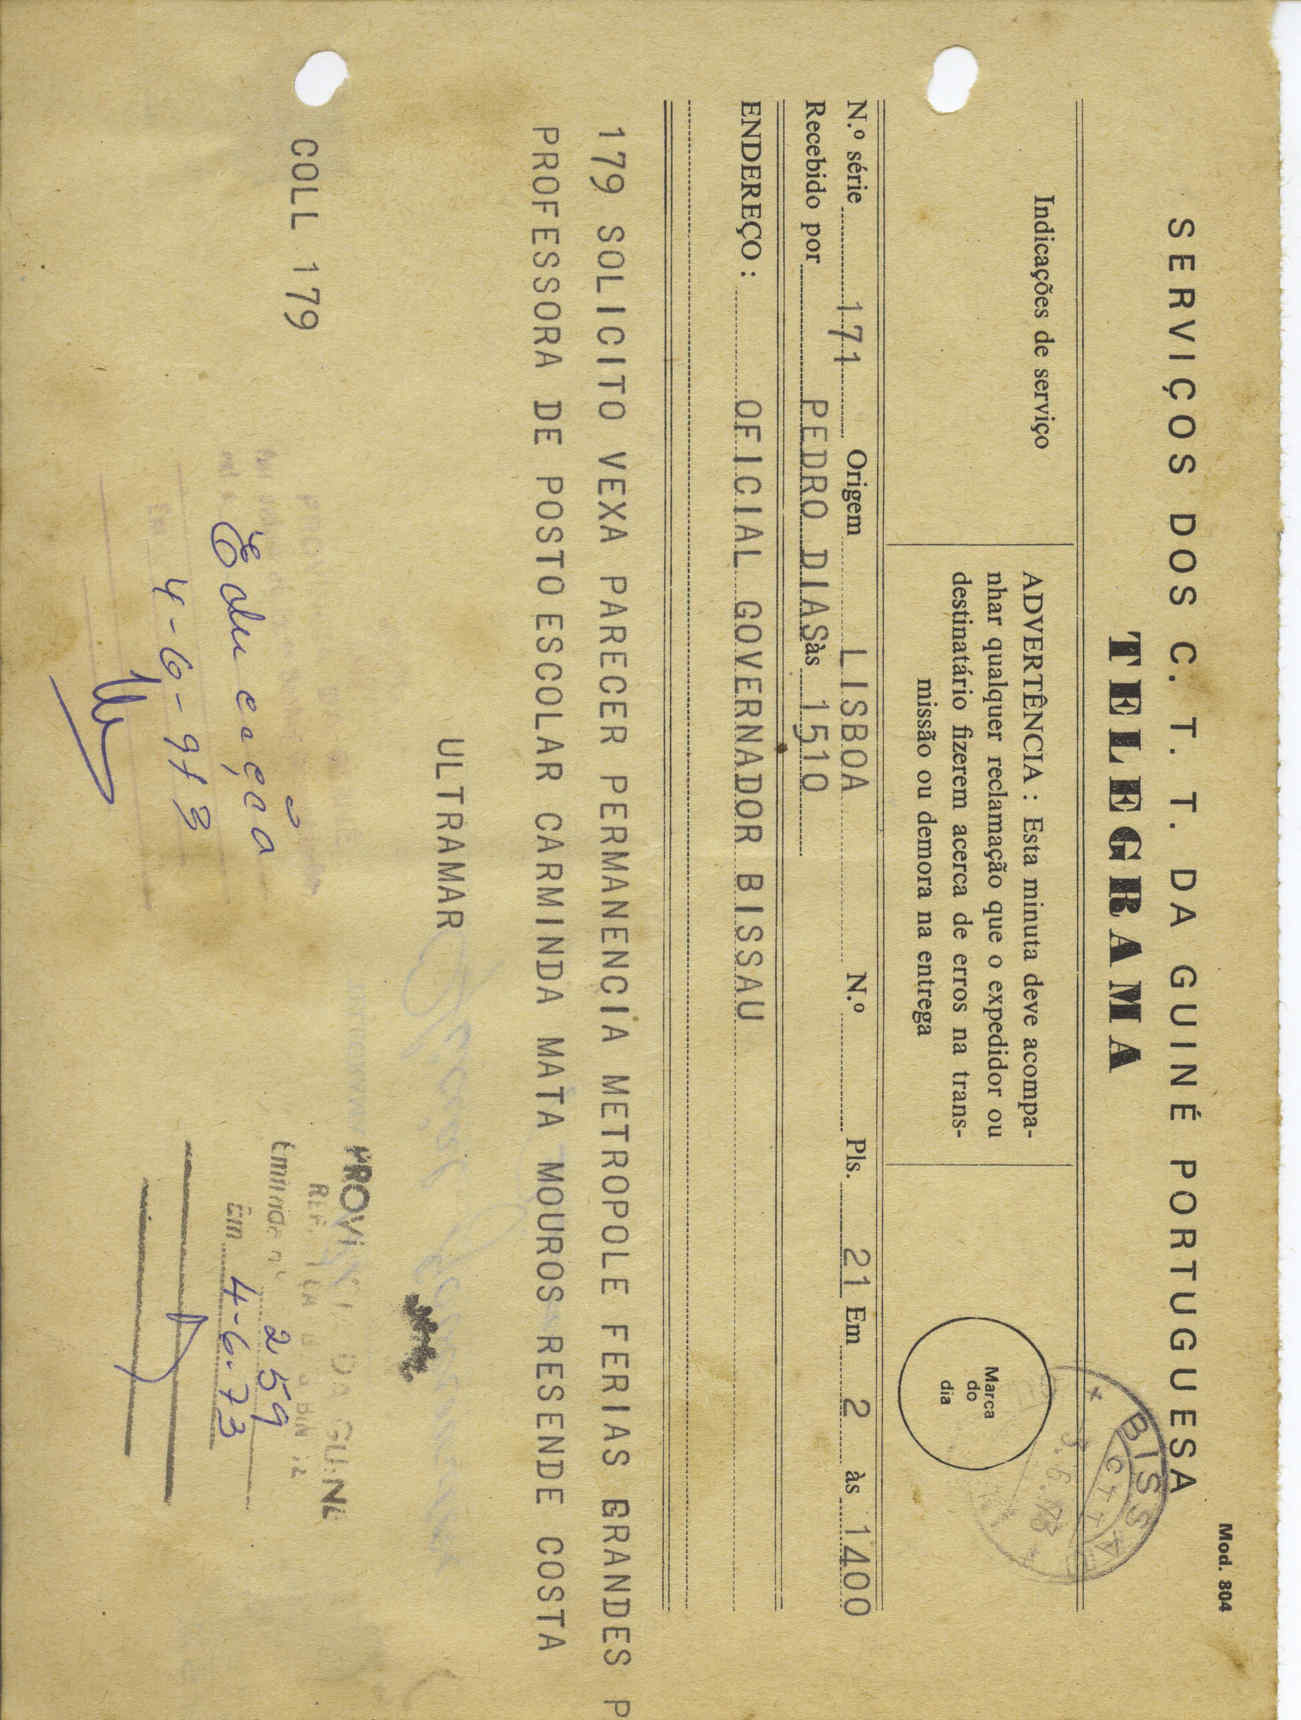 Mod. 804
SERVIÇOS DOS C. T. T. DA GUINÉ PORTUGUESA
TELEGRAMA
Indicações de serviço
ADVERTÊNCIA : Esta minuta deve acompa-
nhar qualquer reclamação que o expedidor ou
destinatário fizerem acerca de erros na trans-
missão ou demora na entrega
Marca
do
dia
N.º série 171 Origem LISBOA N.º Pls. 21 Em 2 às 1400
Recebido por PEDRO DIAS às 1510
ENDEREÇO : OFICIAL GOVERNADOR BISSAU
179 SOLICITO VEXA PARECER PERMANENCIA METROPOLE FERIAS GRANDES P
PROFESSORA DE POSTO ESCOLAR CARMINDA MATA MOUROS RESENDE COSTA
ULTRAMAR
COLL 179
Educação
4-6-973
DA GUINÉ
259
Em 4-6-73